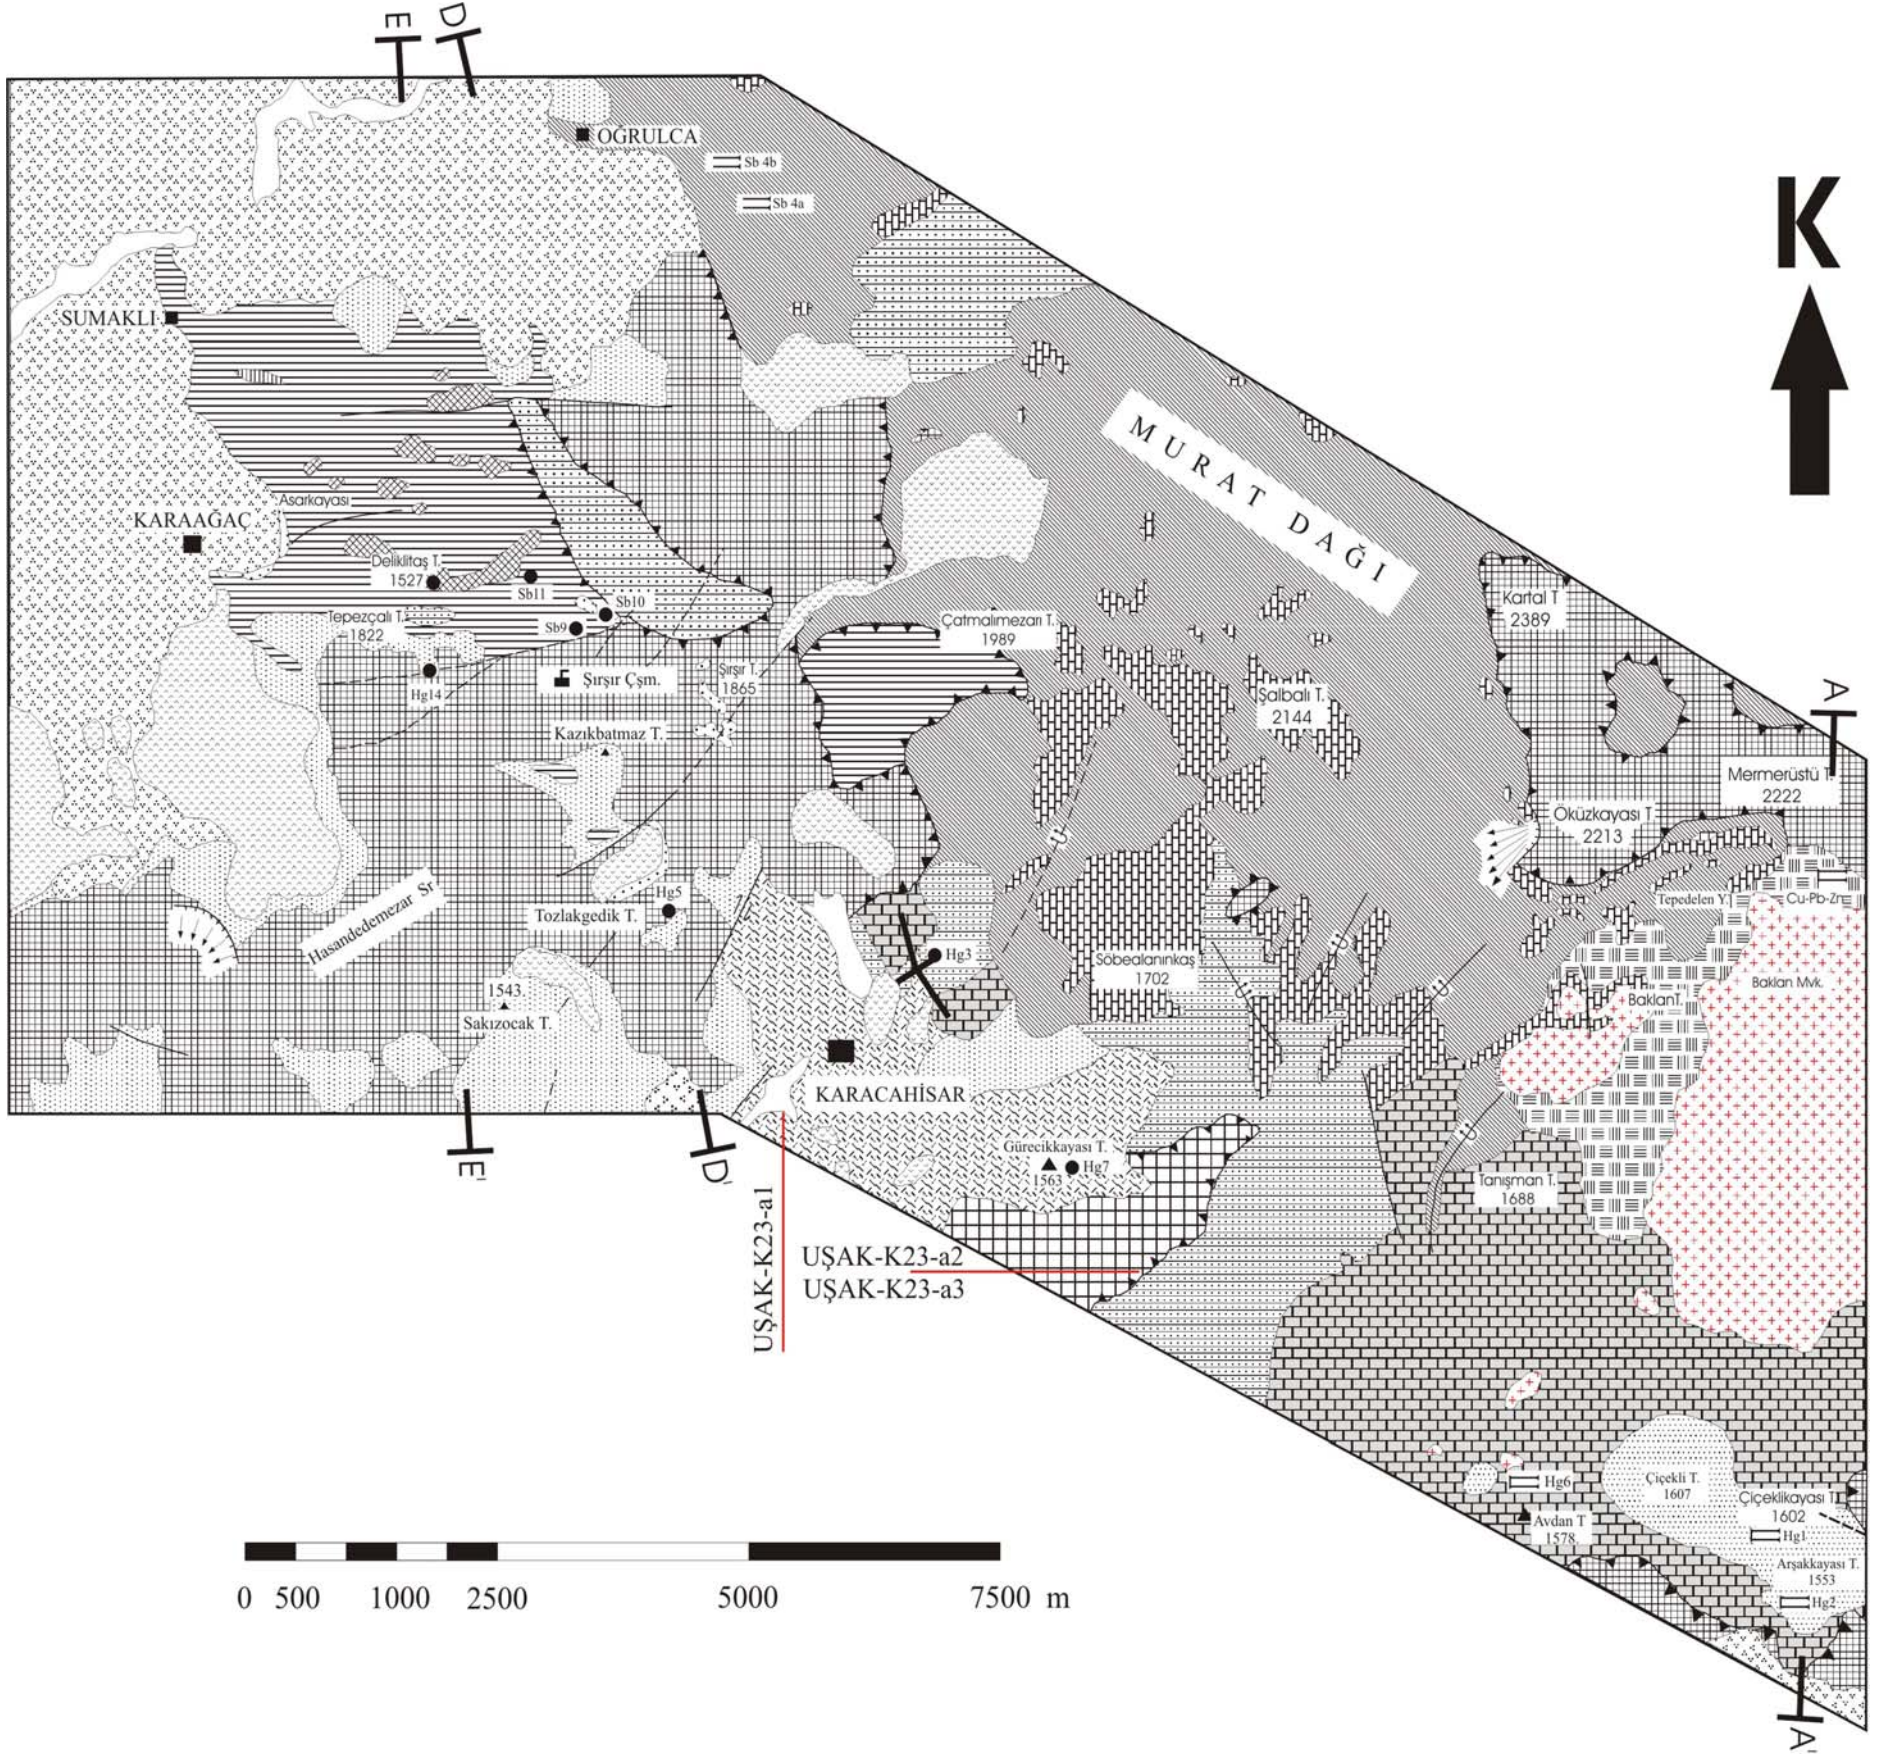 E
D
OĞRULCA
Sb 4b
Sb 4a
K
SUMAKLI
MURAT DAĞI
Asarkayası
KARAAĞAÇ
Deliklitaş T.
1527
Sb11
Sb10
Sb9
Tepezçalı T.
1822
Hg14
Şırşır Çşm.
Şırşır T.
1865
Çatmalımezarı T.
1989
Kartal T
2389
Şalbalı T.
2144
Kazıkbatmaz T.
A
Mermerüstü T.
2222
Öküzkayası T.
2213
Tepedelen Y.
Cu-Pb-Zn
Hasandedemezar Sr.
Hg5
Tozlakgedik T.
Hg3
Söbealanınkaş T
1702
Baklan Mvk.
BaklanT.
1543
Sakızocak T.
KARACAHİSAR
Gürecikkayası T.
1563
Hg7
E'
D'
Tanışman T.
1688
UŞAK-K23-a1
UŞAK-K23-a2
UŞAK-K23-a3
Hg6
Çiçekli T.
1607
Çiçeklikayası T.
1602
Avdan T
1578
Hg1
Arşakkayası T.
1553
Hg2
A'
0 500 1000 2500 5000 7500 m